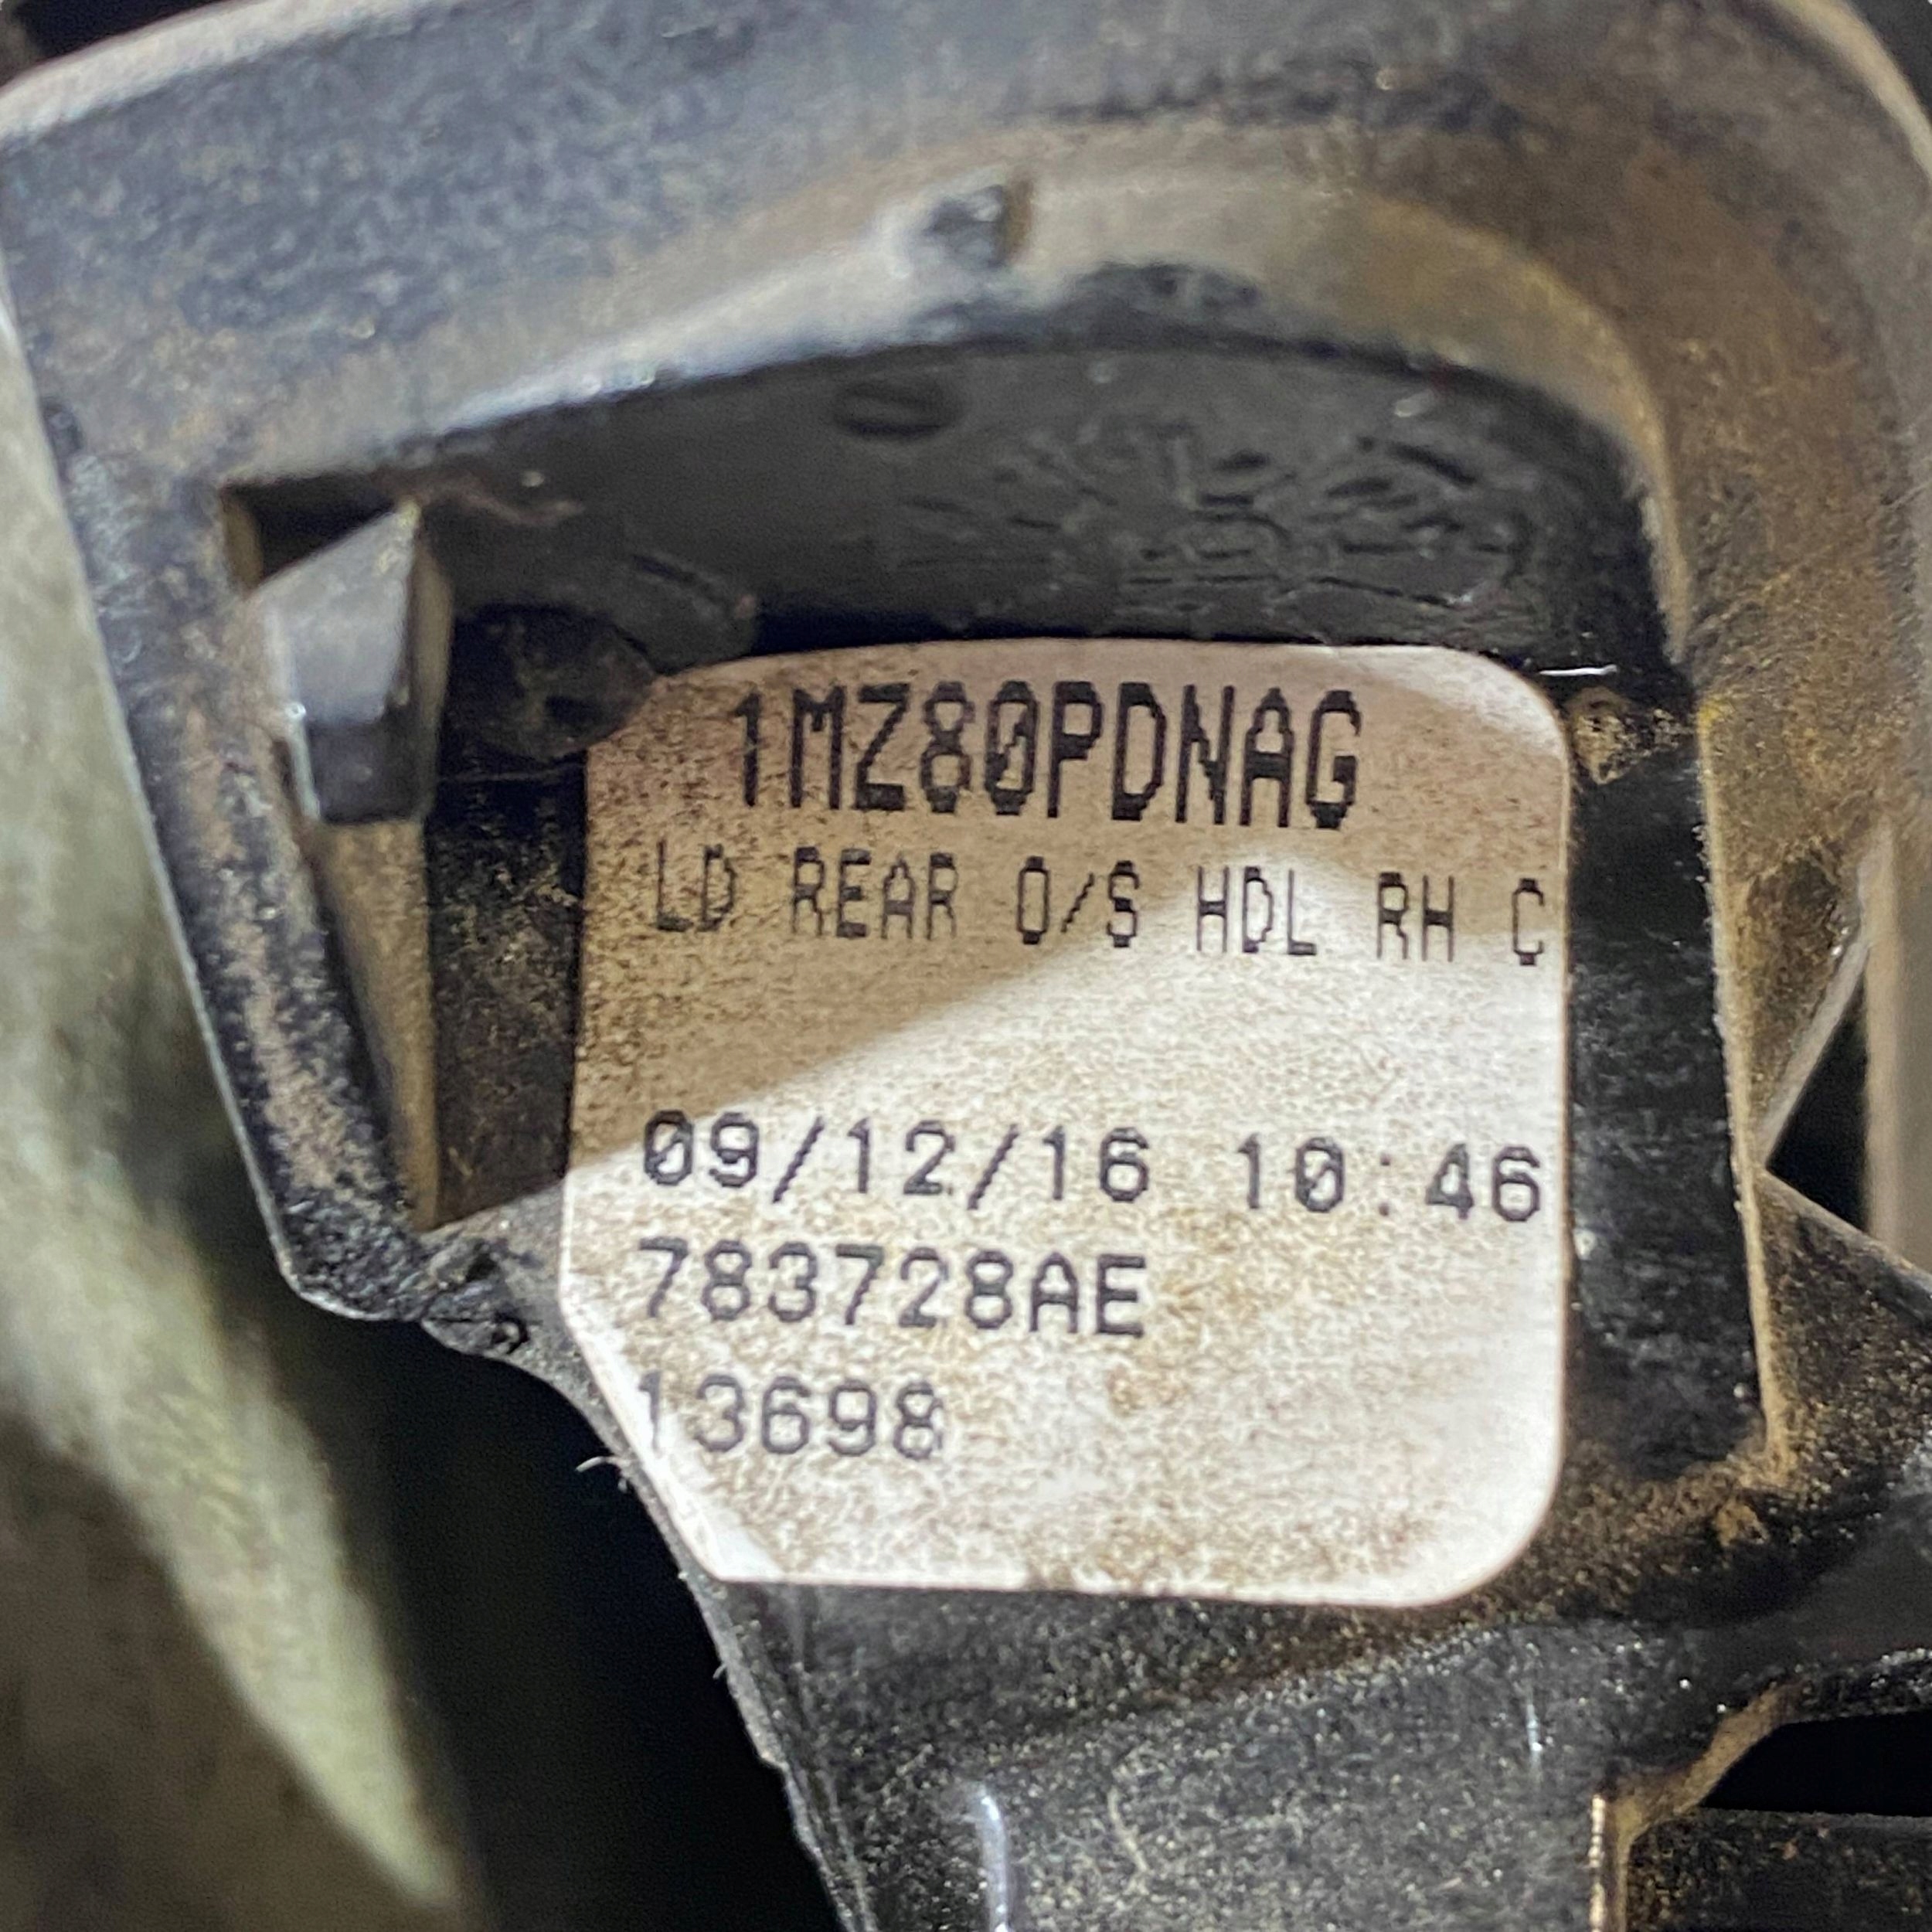 1MZ80PDNAG
LD REAR O/S HDL RH C
09/12/16 10:46
783728AE
13698